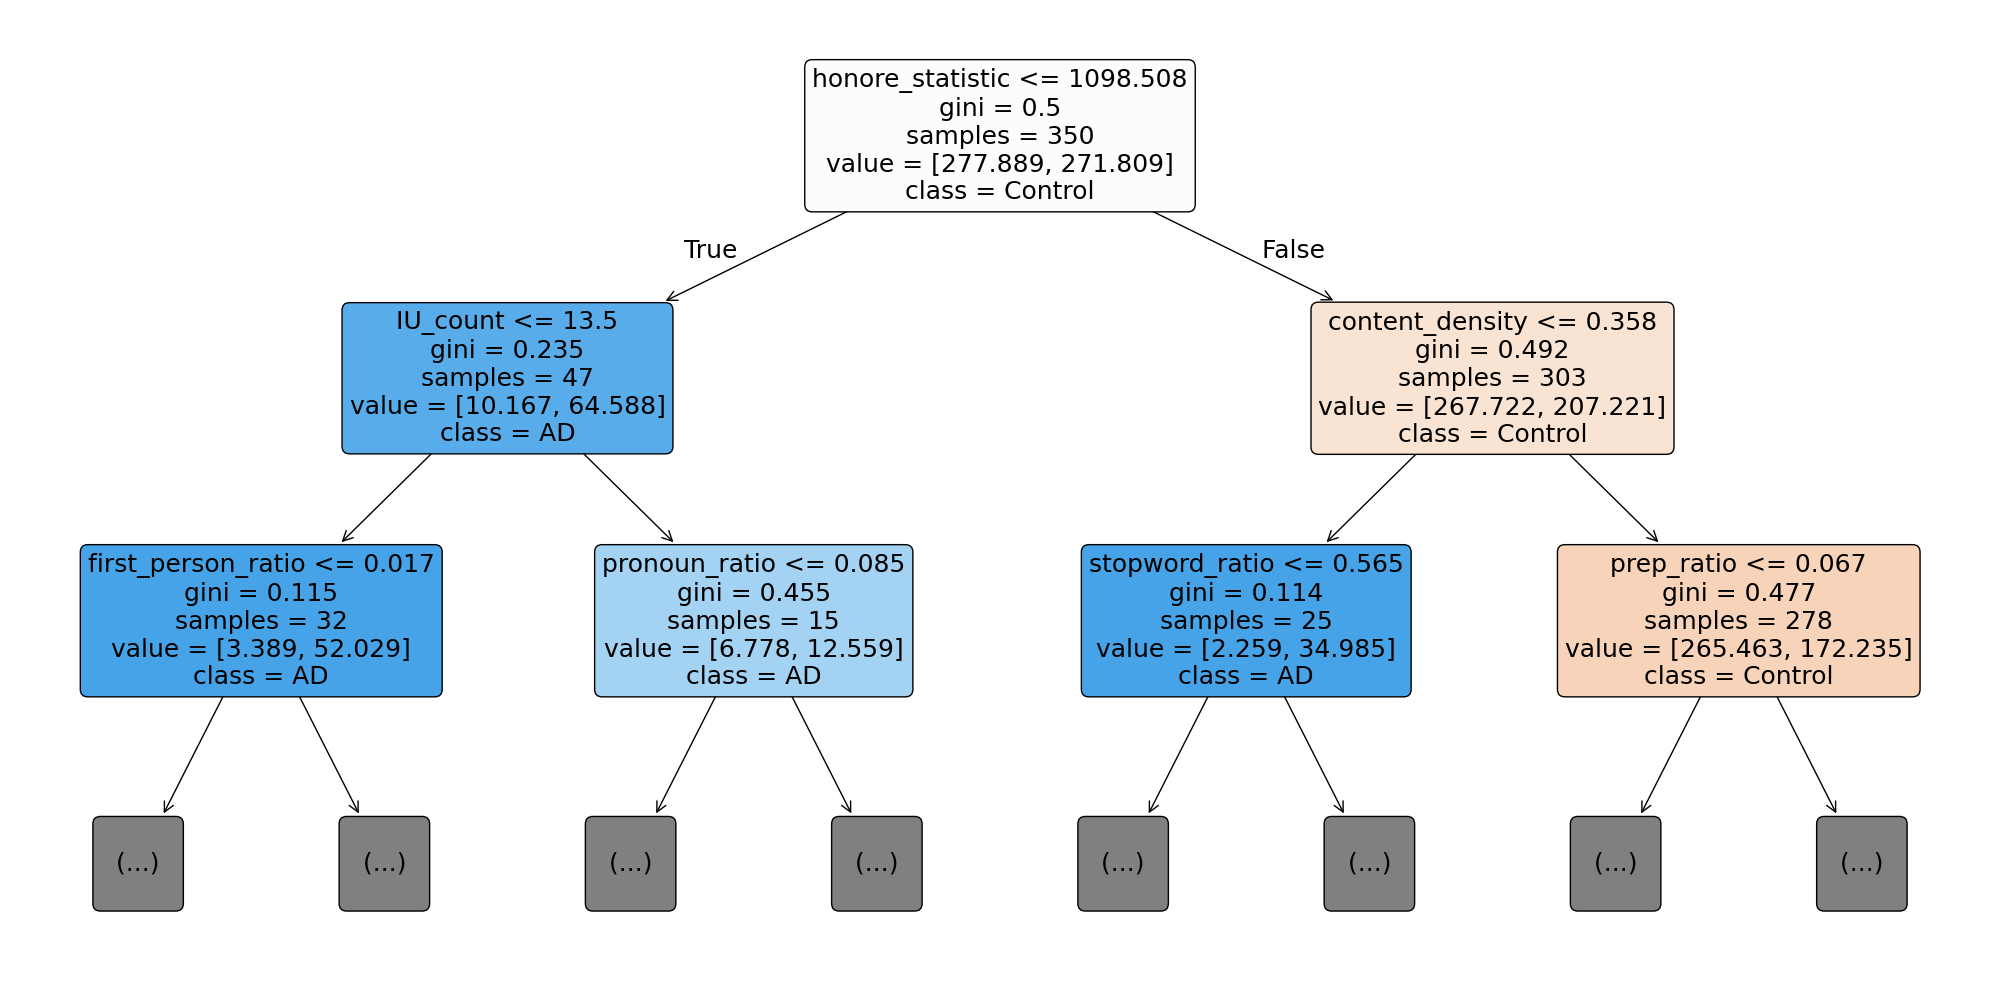 honore_statistic <= 1098.508
gini = 0.5
samples = 350
value = [277.889, 271.809]
class = Control
True
False
IU_count <= 13.5
gini = 0.235
samples = 47
value = [10.167, 64.588]
class = AD
content_density <= 0.358
gini = 0.492
samples = 303
value = [267.722, 207.221]
class = Control
first_person_ratio <= 0.017
gini = 0.115
samples = 32
value = [3.389, 52.029]
class = AD
pronoun_ratio <= 0.085
gini = 0.455
samples = 15
value = [6.778, 12.559]
class = AD
stopword_ratio <= 0.565
gini = 0.114
samples = 25
value = [2.259, 34.985]
class = AD
prep_ratio <= 0.067
gini = 0.477
samples = 278
value = [265.463, 172.235]
class = Control
(...)
(...)
(...)
(...)
(...)
(...)
(...)
(...)